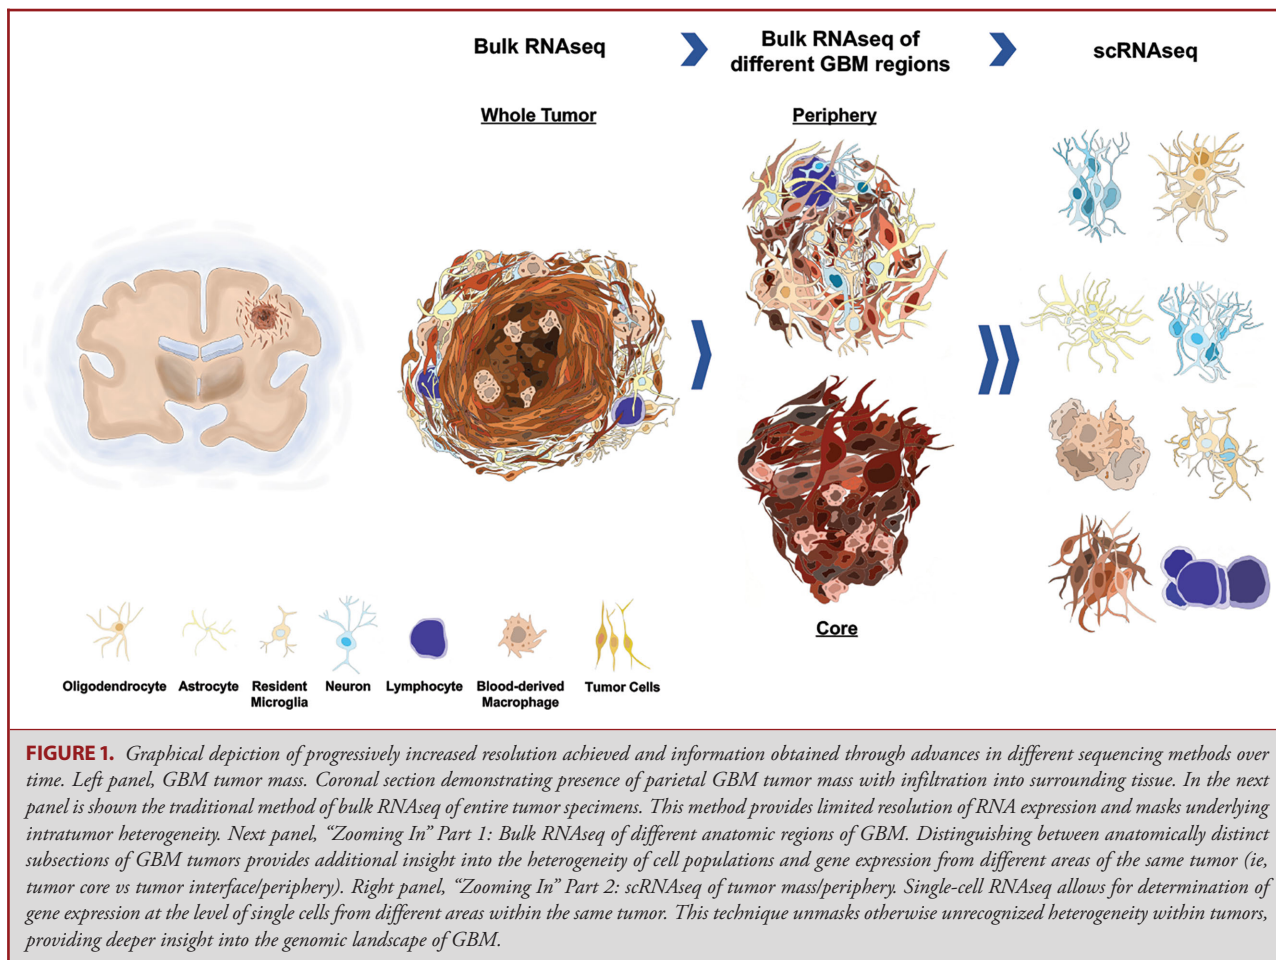 Bulk RNAseq
Bulk RNAseq of
different GBM regions
scRNAseq
Whole Tumor
Periphery
Core
Oligodendrocyte
Astrocyte
Resident
Microglia
Neuron
Lymphocyte
Blood-derived
Macrophage
Tumor Cells
FIGURE 1. Graphical depiction of progressively increased resolution achieved and information obtained through advances in different sequencing methods over
time. Left panel, GBM tumor mass. Coronal section demonstrating presence of parietal GBM tumor mass with infiltration into surrounding tissue. In the next
panel is shown the traditional method of bulk RNAseq of entire tumor specimens. This method provides limited resolution of RNA expression and masks underlying
intratumor heterogeneity. Next panel, “Zooming In” Part 1: Bulk RNAseq of different anatomic regions of GBM. Distinguishing between anatomically distinct
subsections of GBM tumors provides additional insight into the heterogeneity of cell populations and gene expression from different areas of the same tumor (ie,
tumor core vs tumor interface/periphery). Right panel, “Zooming In” Part 2: scRNAseq of tumor mass/periphery. Single-cell RNAseq allows for determination of
gene expression at the level of single cells from different areas within the same tumor. This technique unmasks otherwise unrecognized heterogeneity within tumors,
providing deeper insight into the genomic landscape of GBM.